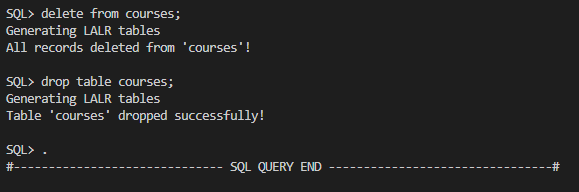 SQL> delete from courses;
Generating LALR tables
All records deleted from 'courses'!
SQL> drop table courses;
Generating LALR tables
Table 'courses' dropped successfully!
SQL> .
#------------------------------ SQL QUERY END --------------------------------#